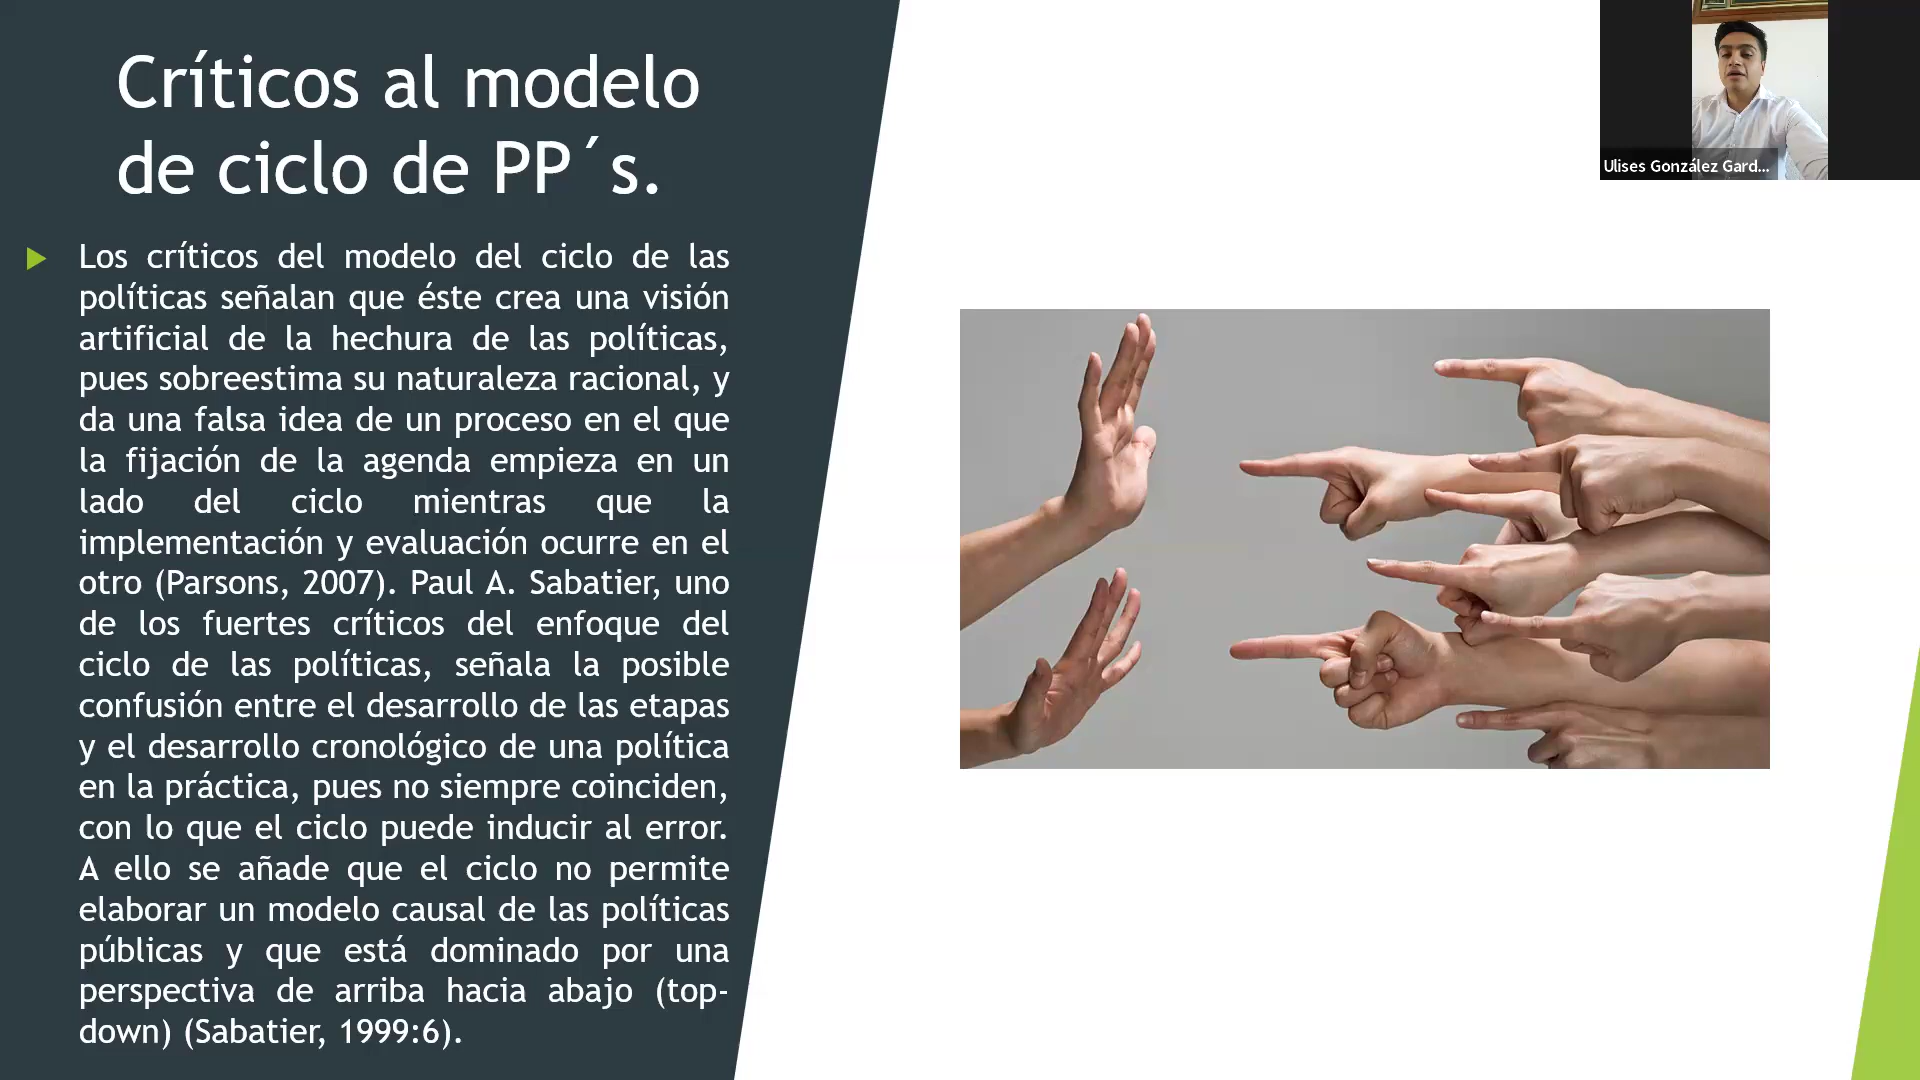 Críticos al modelo
de ciclo de PP´s.
Los críticos del modelo del ciclo de las
políticas señalan que éste crea una visión
artificial de la hechura de las políticas,
pues sobreestima su naturaleza racional, y
da una falsa idea de un proceso en el que
la fijación de la agenda empieza en un
lado del ciclo mientras que la
implementación y evaluación ocurre en el
otro (Parsons, 2007). Paul A. Sabatier, uno
de los fuertes críticos del enfoque del
ciclo de las políticas, señala la posible
confusión entre el desarrollo de las etapas
y el desarrollo cronológico de una política
en la práctica, pues no siempre coinciden,
con lo que el ciclo puede inducir al error.
A ello se añade que el ciclo no permite
elaborar un modelo causal de las políticas
públicas y que está dominado por una
perspectiva de arriba hacia abajo (top-
down) (Sabatier, 1999:6).
Ulises González Gard...